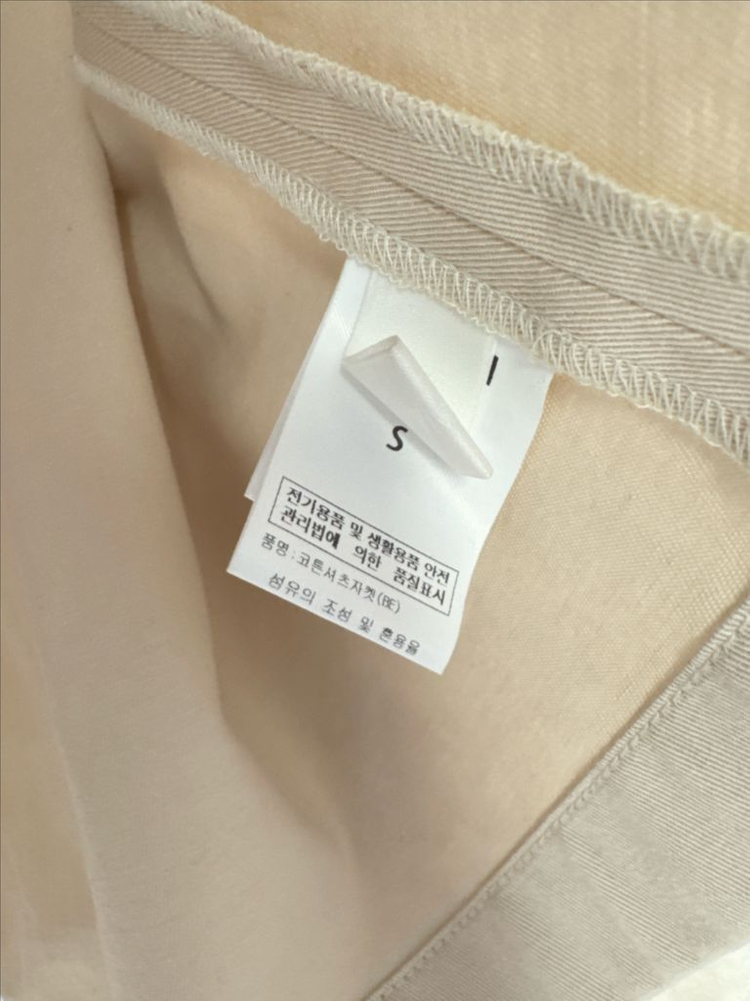 S
전기용품 및 생활용품 안전
관리법에 의한 품질표시
품명 : 코튼셔츠자켓(BE)
섬유의 조성 및 혼용율